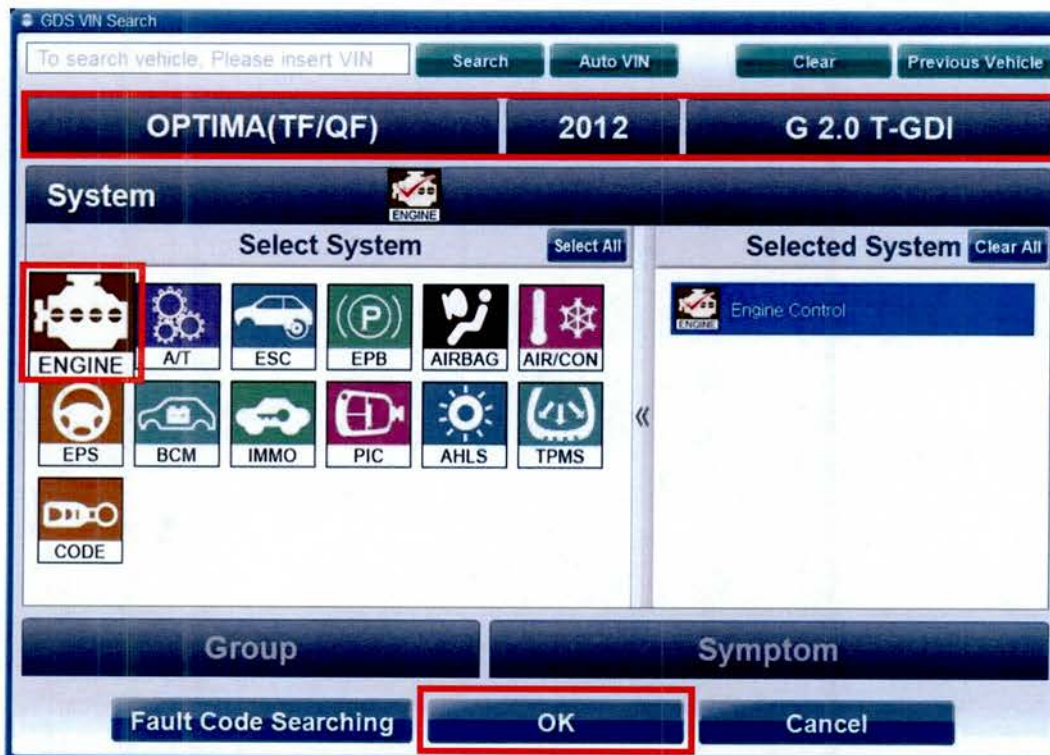 GDS VIN Search
To search vehicle, Please insert VIN Search Auto VIN Clear Previous Vehicle
OPTIMA(TF/QF) 2012 G 2.0 T-GDI
System ENGINE
Select System Select All Selected System Clear All
ENGINE A/T ESC EPB AIRBAG AIR/CON
ENGINE Engine Control
EPS BCM IMMO PIC AHLS TPMS
«
CODE
Group Symptom
Fault Code Searching OK Cancel